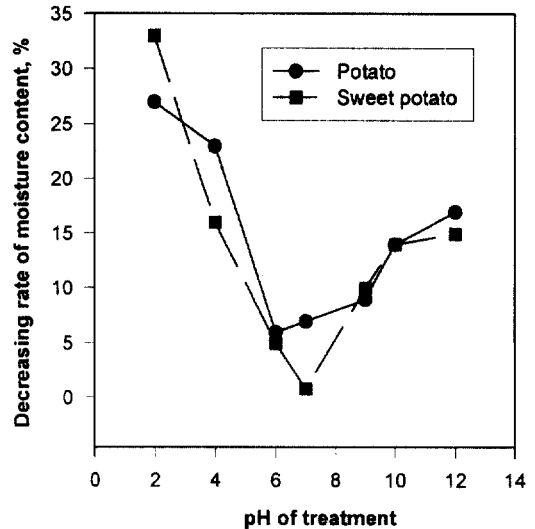 35
30
25
20
15
10
5
0
Decreasing rate of moisture content, %
Potato
Sweet potato
0 2 4 6 8 10 12 14
pH of treatment